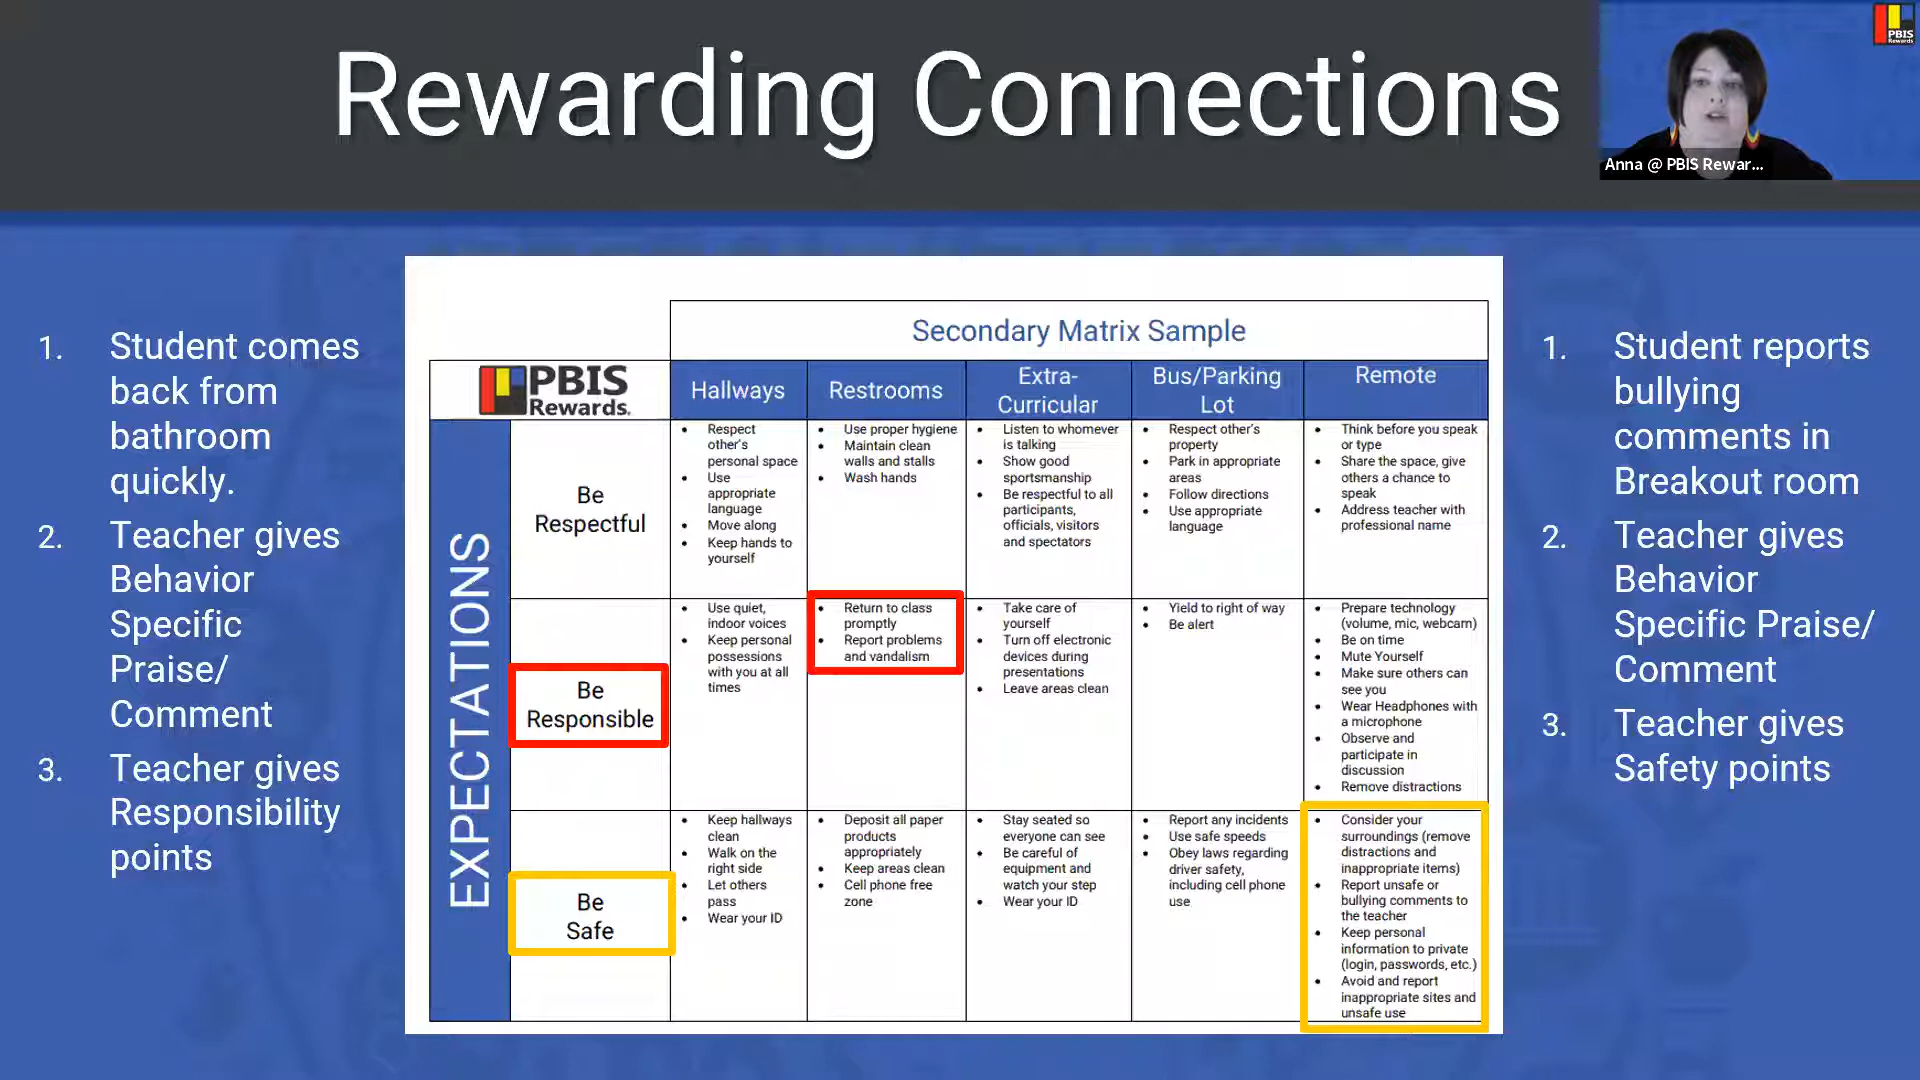 Rewarding Connections
PBIS
Rewards
Anna @ PBIS Rewar...
1. Student comes
back from
bathroom
quickly.
2. Teacher gives
Behavior
Specific
Praise/
Comment
3. Teacher gives
Responsibility
points
Secondary Matrix Sample
PBIS
Rewards.
Hallways
Restrooms
Extra-
Curricular
Bus/Parking
Lot
Remote
EXPECTATIONS
Be
Respectful
• Respect
other's
personal space
• Use
appropriate
language
• Move along
• Keep hands to
yourself
• Use proper hygiene
• Maintain clean
walls and stalls
• Wash hands
• Listen to whomever
is talking
• Show good
sportsmanship
• Be respectful to all
participants,
officials, visitors
and spectators
• Respect other's
property
• Park in appropriate
areas
• Follow directions
• Use appropriate
language
• Think before you speak
or type
• Share the space, give
others a chance to
speak
• Address teacher with
professional name
Be
Responsible
• Use quiet,
indoor voices
• Keep personal
possessions
with you at all
times
• Return to class
promptly
• Report problems
and vandalism
• Take care of
yourself
• Turn off electronic
devices during
presentations
• Leave areas clean
• Yield to right of way
• Be alert
• Prepare technology
(volume, mic, webcam)
• Be on time
• Mute Yourself
• Make sure others can
see you
• Wear Headphones with
a microphone
• Observe and
participate in
discussion
• Remove distractions
Be
Safe
• Keep hallways
clean
• Walk on the
right side
• Let others
pass
• Wear your ID
• Deposit all paper
products
appropriately
• Keep areas clean
• Cell phone free
zone
• Stay seated so
everyone can see
• Be careful of
equipment and
watch your step
• Wear your ID
• Report any incidents
• Use safe speeds
• Obey laws regarding
driver safety,
including cell phone
use
• Consider your
surroundings (remove
distractions and
inappropriate items)
• Report unsafe or
bullying comments to
the teacher
• Keep personal
information to private
(login, passwords, etc.)
• Avoid and report
inappropriate sites and
unsafe use
1. Student reports
bullying
comments in
Breakout room
2. Teacher gives
Behavior
Specific Praise/
Comment
3. Teacher gives
Safety points